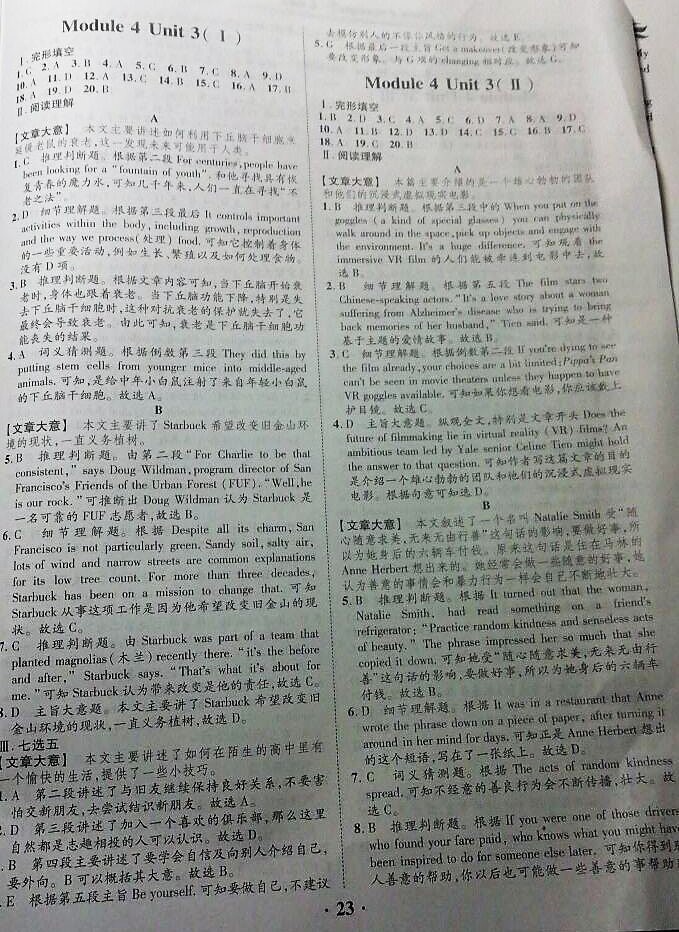 Module 4 Unit 3(Ⅰ)
Ⅰ.完形填空
1.C 2.A 3.B 4.C 5.B 6.D 7.C 8.A 9.D
10.A 11.D 12.A 13.C 14.D 15.B 16.B 17.C
18.A 19.D 20.B
Ⅱ.阅读理解
A
【文章大意】 本文主要讲述如何利用下丘脑干细胞来
延缓老鼠的衰老,这一发现未来可能用于人类。
1.C 推理判断题。根据第二段 For centuries, people have
been looking for a “fountain of youth”. 和寻找具有恢
复青春的魔力水,可知几千年来,人们一直在寻找“不
老之法”。
2.D 细节理解题。根据第三段最后 It controls important
activities within the body, including growth, reproduction
and the way we process(处理) food. 可知它控制着身体
的一些重要活动,例如生长、繁殖以及如何处理食物。
没有 D 项。
3.B 推理判断题。根据文章内容可知,当下丘脑开始衰
老时,身体也跟着衰老。当下丘脑功能下降,特别是失
去下丘脑干细胞时,这种对抗衰老的保护就失去了,它
最终会导致衰老。由此可知,衰老是下丘脑干细胞功
能丧失的结果。
4.A 词义猜测题。根据倒数第三段 They did this by
putting stem cells from younger mice into middle-aged
animals. 可知,是给中年小白鼠注射了来自年轻小白鼠
的下丘脑干细胞。故选 A。
B
【文章大意】 本文主要讲了 Starbuck 希望改变旧金山环
境的现状,一直义务植树。
5.B 推理判断题。由第二段“For Charlie to be that
consistent,” says Doug Wildman, program director of San
Francisco's Friends of the Urban Forest (FUF). “Well, he
is our rock.” 可推断出 Doug Wildman 认为 Starbuck 是
一名可靠的 FUF 志愿者,故选 B。
6.C 细节理解题。根据 Despite all its charm, San
Francisco is not particularly green. Sandy soil, salty air,
lots of wind and narrow streets are common explanations
for its low tree count. For more than three decades,
Starbuck has been on a mission to change that. 可知
Starbuck 从事这项工作是因为他希望改变旧金山的现
状。故选 C。
7.C 推理判断题。由 Starbuck was part of a team that
planted magnolias (木兰) recently there. “it's the before
and after,” Starbuck says. “That's what it's about for
me.” 可知 Starbuck 认为带来改变是他的责任,故选 C。
8.D 主旨大意题。本文主要讲了 Starbuck 希望改变旧
金山环境的现状,一直义务植树,故选 D。
Ⅲ.七选五
【文章大意】 本文主要讲述了如何在陌生的高中里有
一个愉快的生活,提供了一些小技巧。
1.A 第二段讲述了与旧友继续保持良好关系,不要害
怕交新朋友,去尝试结识新朋友。故选 A。
2.D 第三段讲述了加入一个喜欢的俱乐部,那么这里
自然都是志趣相投的人可以认识。故选 D。
B 第四段主要讲述了要学会自信及向别人介绍自己,
要外向。B 可以概括其大意。故选 B。
E 根据第五段主旨 Be yourself. 可知要做自己,不建议
去模仿别人的不像你风格的行为。故选 E。
5.G 根据最后一段主旨 Get a makeover(改变形象)可知
要改变形象。与 G 项的 changing 相对应。故选 G。
Module 4 Unit 3(Ⅱ)
Ⅰ.完形填空
1.B 2.D 3.C 4.D 5.B 6.D 7.B 8.A 9.A
10.A 11.B 12.D 13.D 14.C 15.B 16.C 17.C
18.A 19.C 20.B
Ⅱ.阅读理解
A
【文章大意】 本篇主要介绍的是一个雄心勃勃的团队
和他们的沉浸式虚拟现实电影。
1.B 推理判断题。根据第三段中的 When you put on the
goggles (a kind of special glasses) you can physically
walk around in the space, pick up objects and engage with
the environment. It's a huge difference. 可知观看
immersive VR film 的人们能被牵连到电影中去,故
选 B。
2.B 细节理解题。根据第五段 The film stars two
Chinese-speaking actors. “It's a love story about a woman
suffering from Alzheimer's disease who is trying to bring
back memories of her husband,” Tien said. 可知是一种
基于主题的爱情故事。故选 B。
3.C 细节理解题。根据倒数第二段 If you're dying to see
the film already, your choices are a bit limited; Pippa's Pan
can't be seen in movie theaters unless they happen to have
VR goggles available. 可知如果你想看电影,你应该戴上
护目镜。故选 C。
4.D 主旨大意题。纵观全文,特别是文章开头 Does the
future of filmmaking lie in virtual reality (VR) films? An
ambitious team led by Yale senior Celine Tien might hold
the answer to that question. 可知作者写这篇文章的目的
是介绍一个雄心勃勃的团队和他们的沉浸式虚拟现实
电影。根据句意可知选 D。
B
【文章大意】 本文叙述了一个名叫 Natalie Smith 受“随
心随意求美,无来无由行善”这句话的影响,要做好事,所
以为她身后的六辆车付钱。原来这句话是住在马林的
Anne Herbert 想出来的。她经常会做一些随意的好事,她
认为善意的事情会和暴力行为一样会自己不断地壮大。
5.B 推理判断题。根据 It turned out that the woman,
Natalie Smith, had read something on a friend's
refrigerator: “Practice random kindness and senseless acts
of beauty.” The phrase impressed her so much that she
copied it down. 可知她受“随心随意求美,无来无由行
善”这句话的影响,要做好事,所以为她身后的六辆车
付钱。故选 B。
6.D 细节理解题。根据 It was in a restaurant that Anne
wrote the phrase down on a piece of paper, after turning it
around in her mind for days. 可知正是 Anne Herbert 想出
的这个短语,写在了一张纸上。故选 D。
7.C 词义猜测题。根据 The acts of random kindness
spread. 可知不经意的善良行为会不断传播,壮大。故
选 C。
8.B 推理判断题。根据 If you were one of those drivers
who found your fare paid, who knows what you might have
been inspired to do for someone else later. 可知你得到别
人善意的帮助,你以后也可能做一些善意的事帮助
· 23 ·